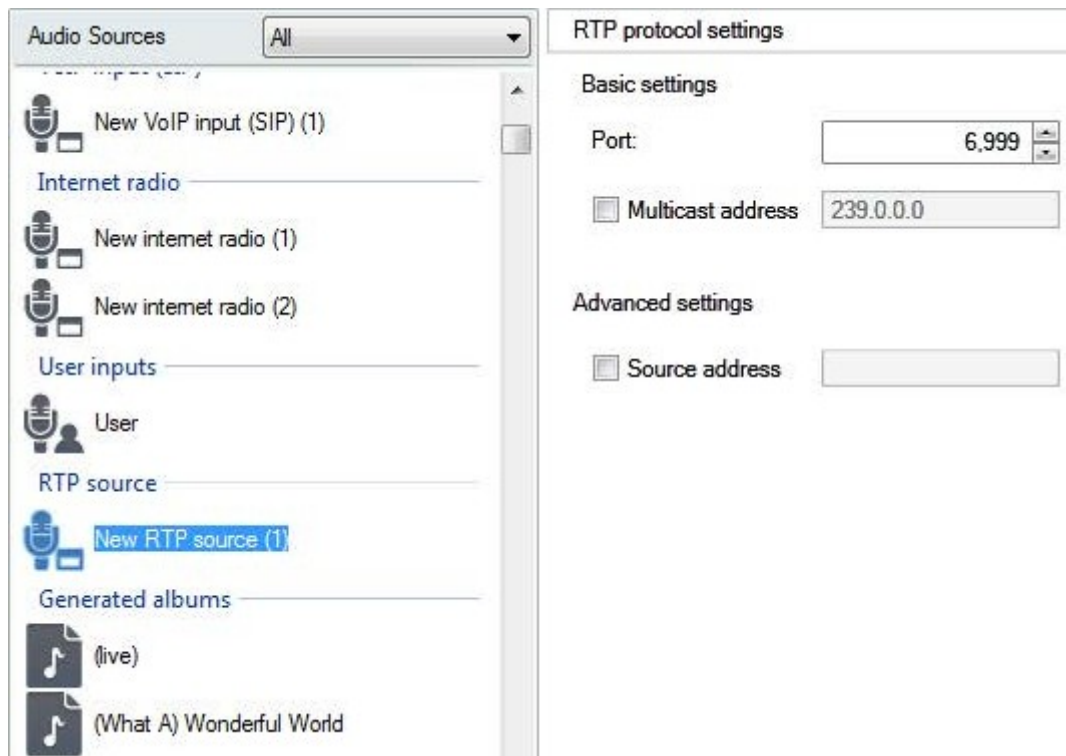 Audio Sources
All
New VoIP input (SIP) (1)
Internet radio
New internet radio (1)
New internet radio (2)
User inputs
User
RTP source
New RTP source (1)
Generated albums
(live)
(What A) Wonderful World
RTP protocol settings
Basic settings
Port:
6,999
Multicast address
239.0.0.0
Advanced settings
Source address